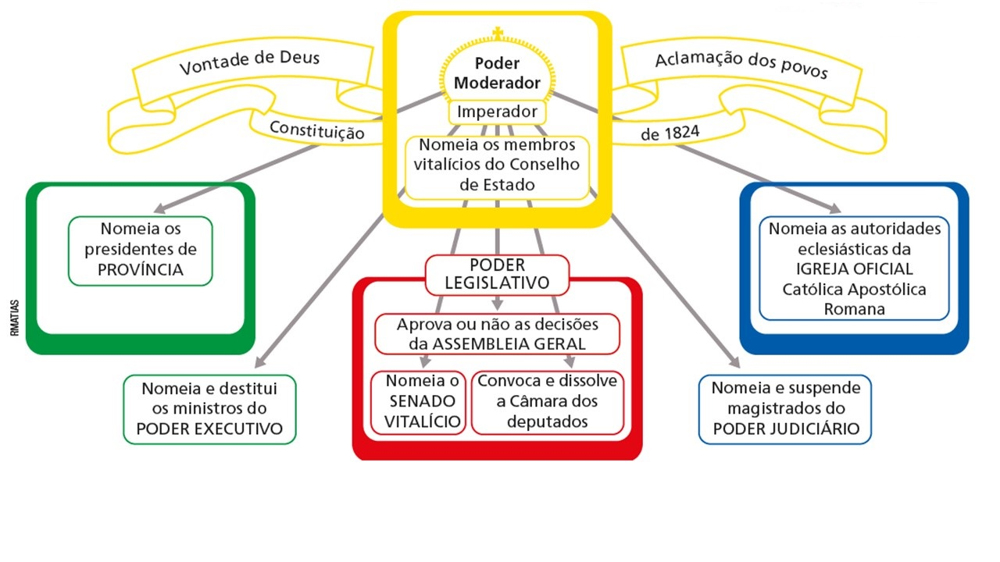 Vontade de Deus
Constituição
Poder
Moderador
Imperador
Nomeia os membros
vitalícios do Conselho
de Estado
Aclamação dos povos
de 1824
Nomeia os
presidentes de
PROVÍNCIA
Nomeia as autoridades
eclesiásticas da
IGREJA OFICIAL
Católica Apostólica
Romana
PODER
LEGISLATIVO
Aprova ou não as decisões
da ASSEMBLEIA GERAL
Nomeia o
SENADO
VITALÍCIO
Convoca e dissolve
a Câmara dos
deputados
Nomeia e destitui
os ministros do
PODER EXECUTIVO
Nomeia e suspende
magistrados do
PODER JUDICIÁRIO
RMATIAS